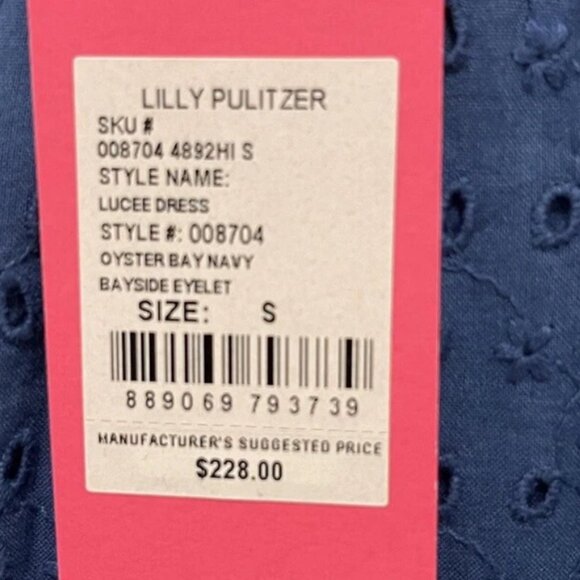 LILLY PULITZER
SKU #
008704 4892HI S
STYLE NAME:
LUCEE DRESS
STYLE #: 008704
OYSTER BAY NAVY
BAYSIDE EYELET
SIZE: S
889069 793739
MANUFACTURER'S SUGGESTED PRICE
$228.00